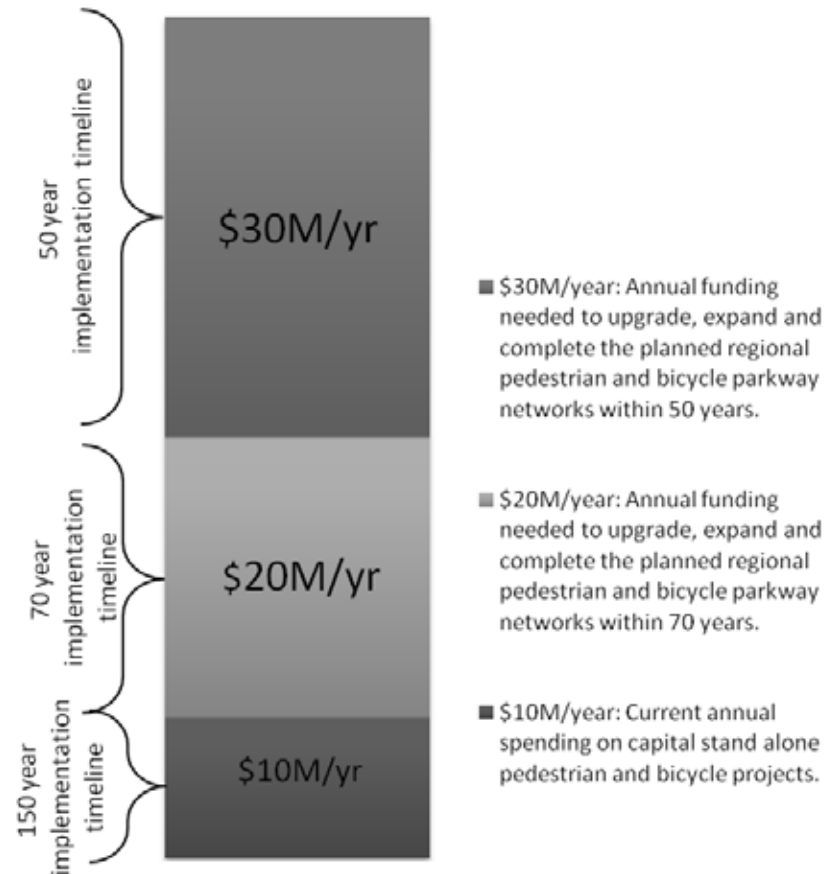 50 year
implementation timeline
$30M/yr
70 year
implementation
timeline
$20M/yr
150 year
implementation
timeline
$10M/yr
$30M/year: Annual funding
needed to upgrade, expand and
complete the planned regional
pedestrian and bicycle parkway
networks within 50 years.
$20M/year: Annual funding
needed to upgrade, expand and
complete the planned regional
pedestrian and bicycle parkway
networks within 70 years.
$10M/year: Current annual
spending on capital stand alone
pedestrian and bicycle projects.